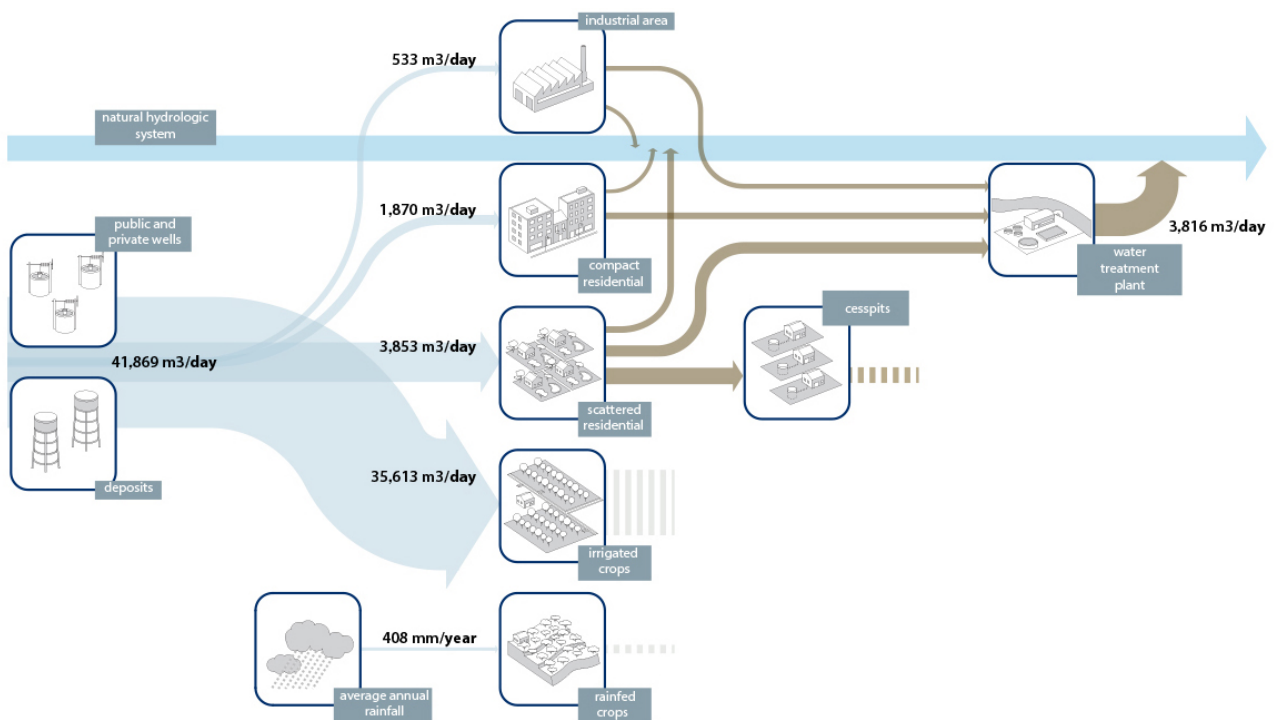 industrial area
533 m3/day
natural hydrologic
system
1,870 m3/day
public and
private wells
compact
residential
3,816 m3/day
water
treatment
plant
cesspits
3,853 m3/day
41,869 m3/day
scattered
residential
35,613 m3/day
deposits
irrigated
crops
408 mm/year
average annual
rainfall
rainfed
crops